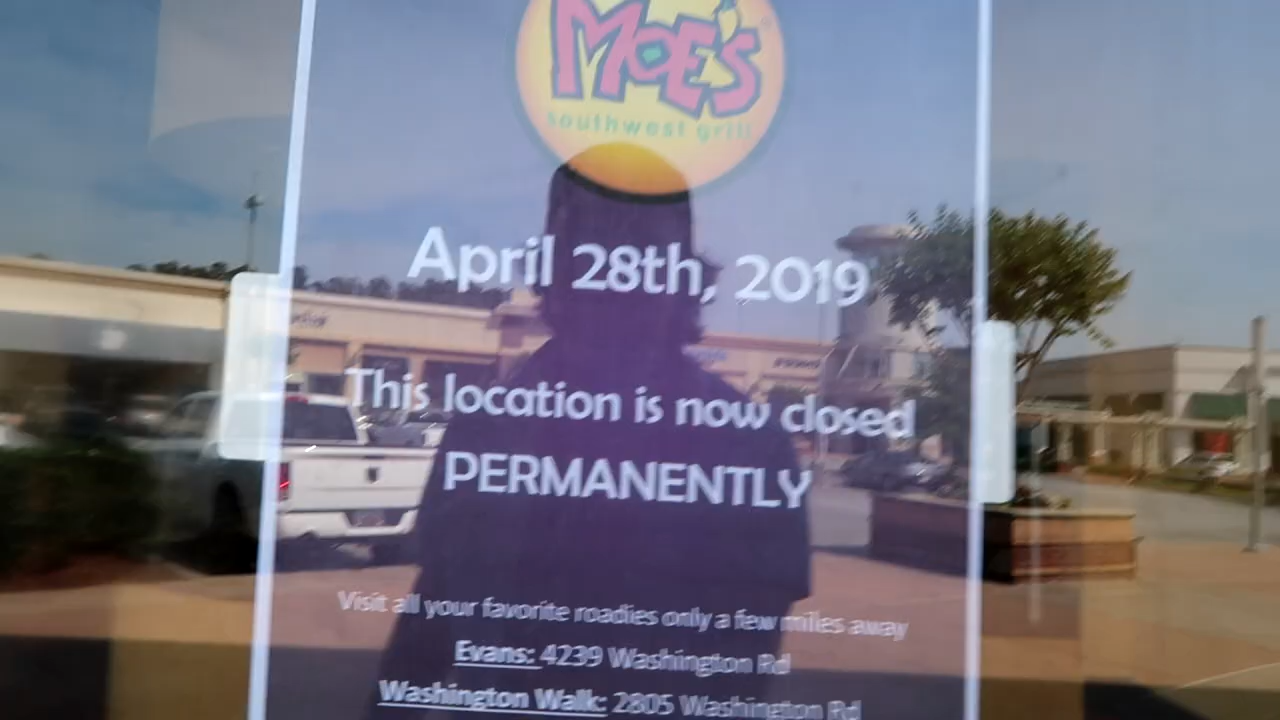 MOE'S
southwest grill
April 28th, 2019
This location is now closed
PERMANENTLY
Visit all your favorite roadies only a few miles away
Evans: 4239 Washington Rd
Washington Walk: 2805 Washington Rd